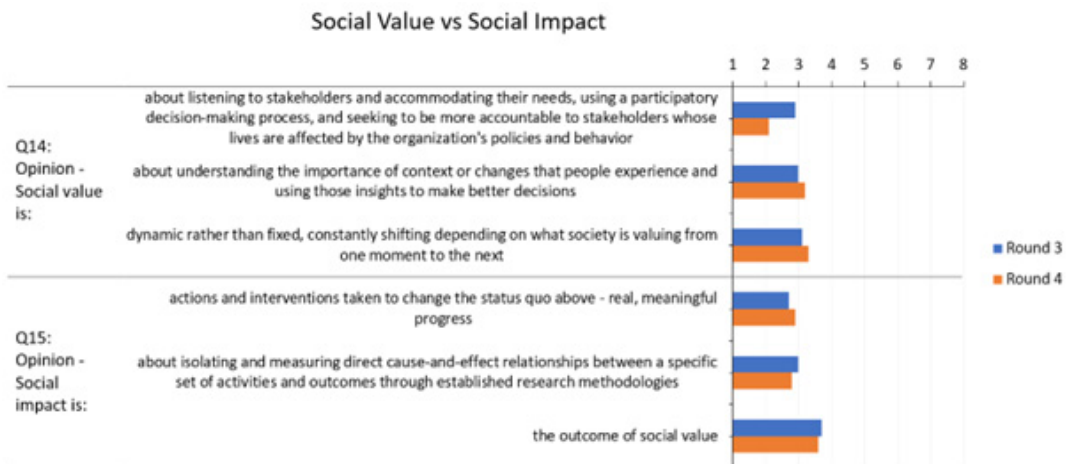 Social Value vs Social Impact
1 2 3 4 5 6 7 8
Q14:
Opinion -
Social value
is:
about listening to stakeholders and accommodating their needs, using a participatory
decision-making process, and seeking to be more accountable to stakeholders whose
lives are affected by the organization's policies and behavior
about understanding the importance of context or changes that people experience and
using those insights to make better decisions
dynamic rather than fixed, constantly shifting depending on what society is valuing from
one moment to the next
Q15:
Opinion -
Social
impact is:
actions and interventions taken to change the status quo above - real, meaningful
progress
about isolating and measuring direct cause-and-effect relationships between a specific
set of activities and outcomes through established research methodologies
the outcome of social value
Round 3
Round 4